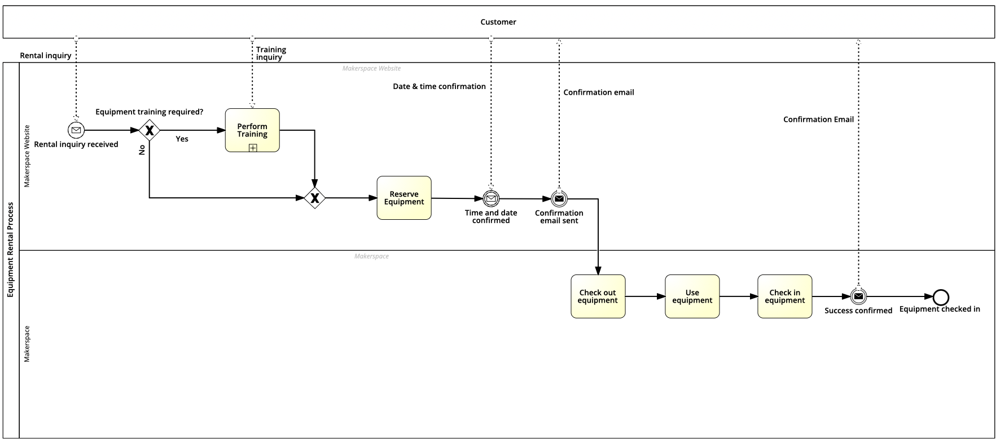 Customer
Rental inquiry
Training
inquiry
Makerspace Website
Date & time confirmation
Confirmation email
Equipment training required?
Confirmation Email
Makerspace Website
Perform
Training
Yes
Rental inquiry received
No
Reserve
Equipment
Time and date
confirmed
Confirmation
email sent
Equipment Rental Process
Makerspace
Check out
equipment
Use
equipment
Check in
equipment
Success confirmed
Equipment checked in
Makerspace